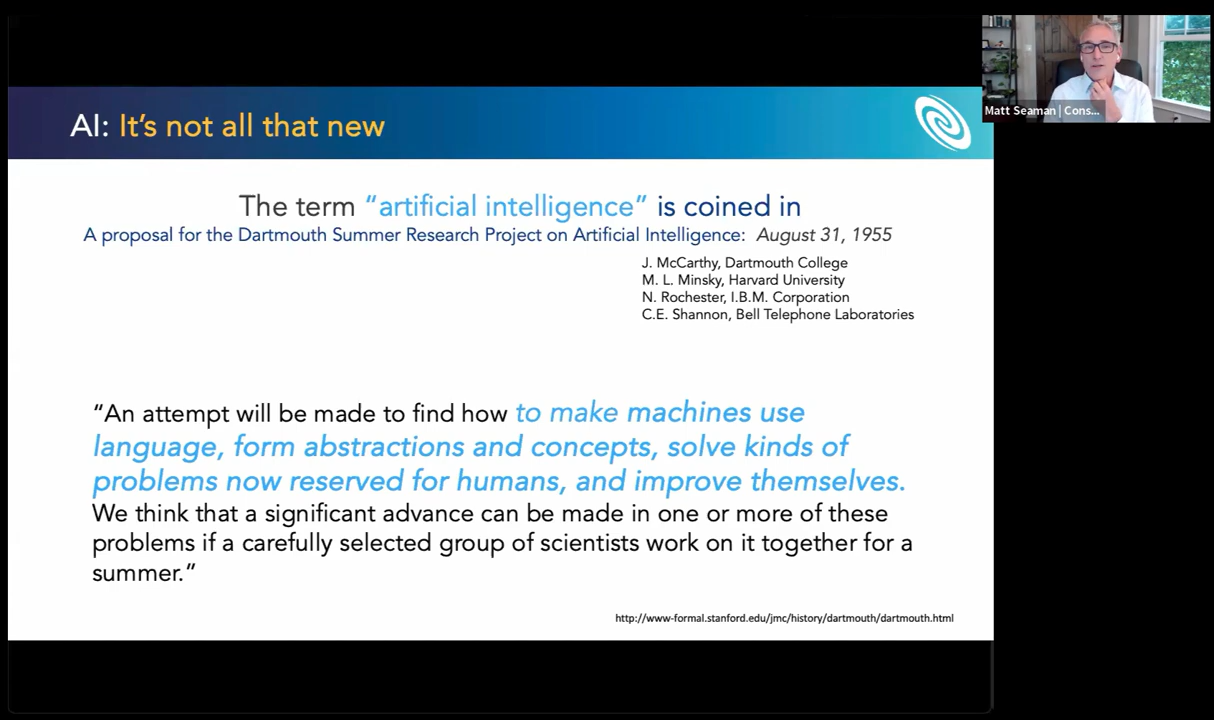 AI: It's not all that new
Matt Seaman | Cons...
The term “artificial intelligence” is coined in
A proposal for the Dartmouth Summer Research Project on Artificial Intelligence: August 31, 1955
J. McCarthy, Dartmouth College
M. L. Minsky, Harvard University
N. Rochester, I.B.M. Corporation
C.E. Shannon, Bell Telephone Laboratories
“An attempt will be made to find how to make machines use
language, form abstractions and concepts, solve kinds of
problems now reserved for humans, and improve themselves.
We think that a significant advance can be made in one or more of these
problems if a carefully selected group of scientists work on it together for a
summer.”
http://www-formal.stanford.edu/jmc/history/dartmouth/dartmouth.html